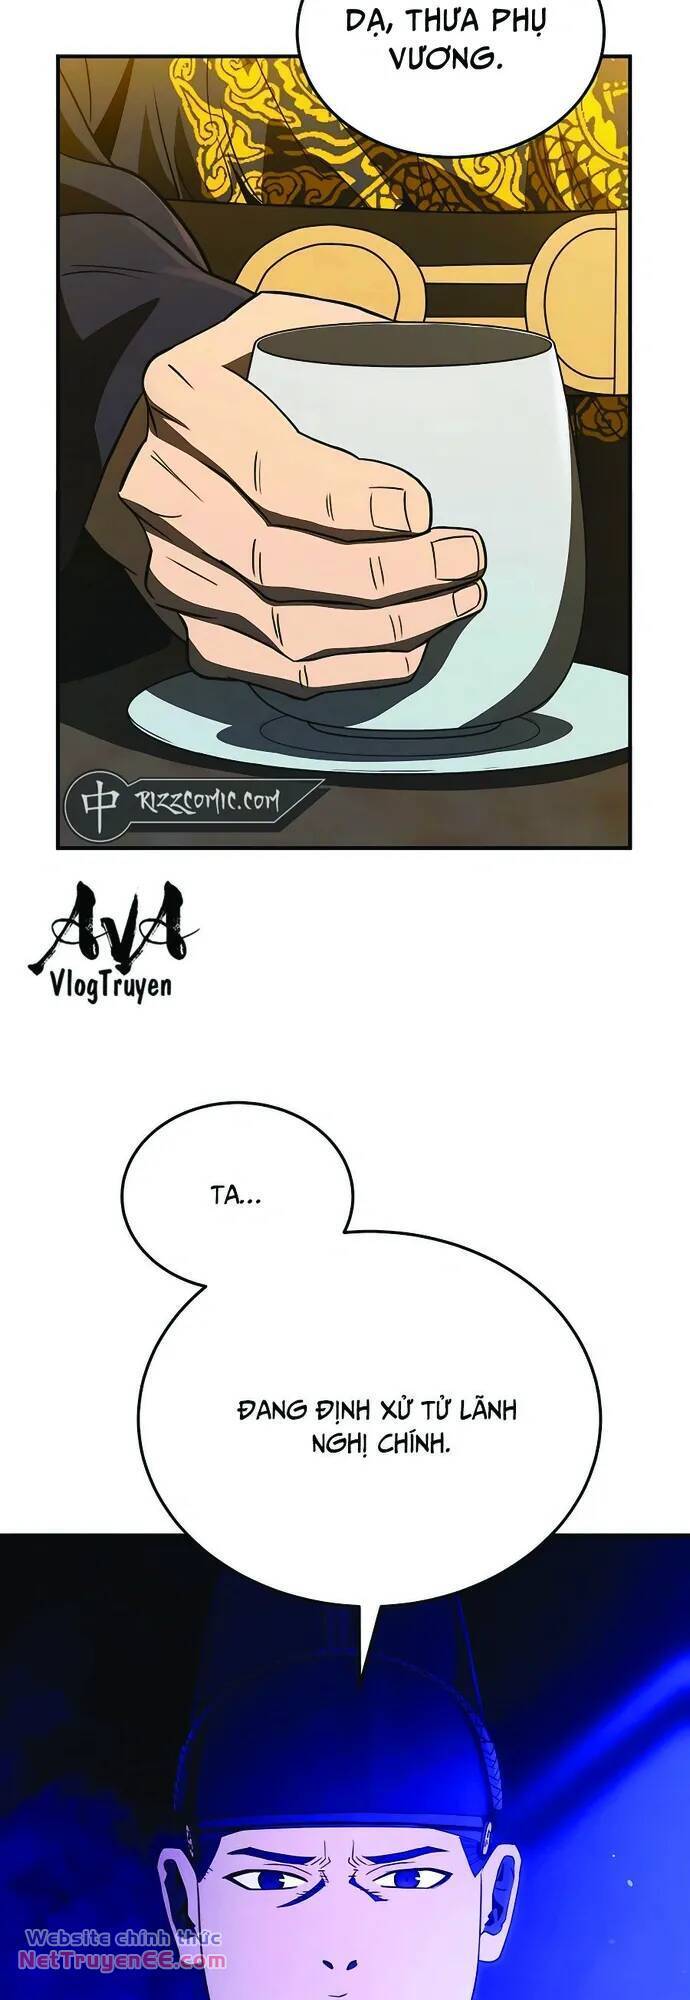 DẠ, THƯA PHỤ
VƯƠNG.
中 RIZZCOMIC.COM
AVA
VlogTruyen
TA...
ĐANG ĐỊNH XỬ TỬ LÃNH
NGHỊ CHÍNH.
Website chính thức
NetTruyenEE.com